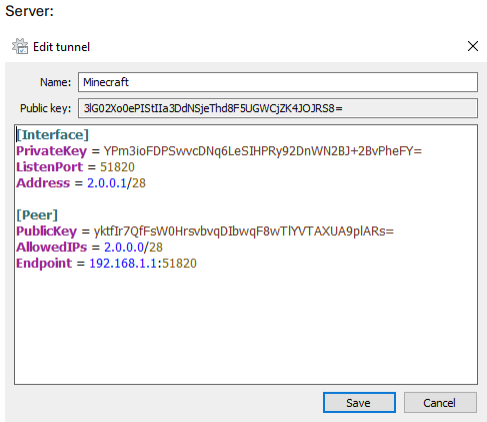 Server:
Edit tunnel
Name: Minecraft
Public key: 3lG02Xo0ePIStIIa3DdNSjeThd8F5UGWCjZK4JOJRS8=
[Interface]
PrivateKey = YPm3ioFDPSwvcDNq6LeSIHPRy92DnWN2BJ+2BvPheFY=
ListenPort = 51820
Address = 2.0.0.1/28
[Peer]
PublicKey = yktfIr7QfFsW0HrsvbvqDIbwqF8wTlYVTAXUA9plARs=
AllowedIPs = 2.0.0.0/28
Endpoint = 192.168.1.1:51820
Save Cancel